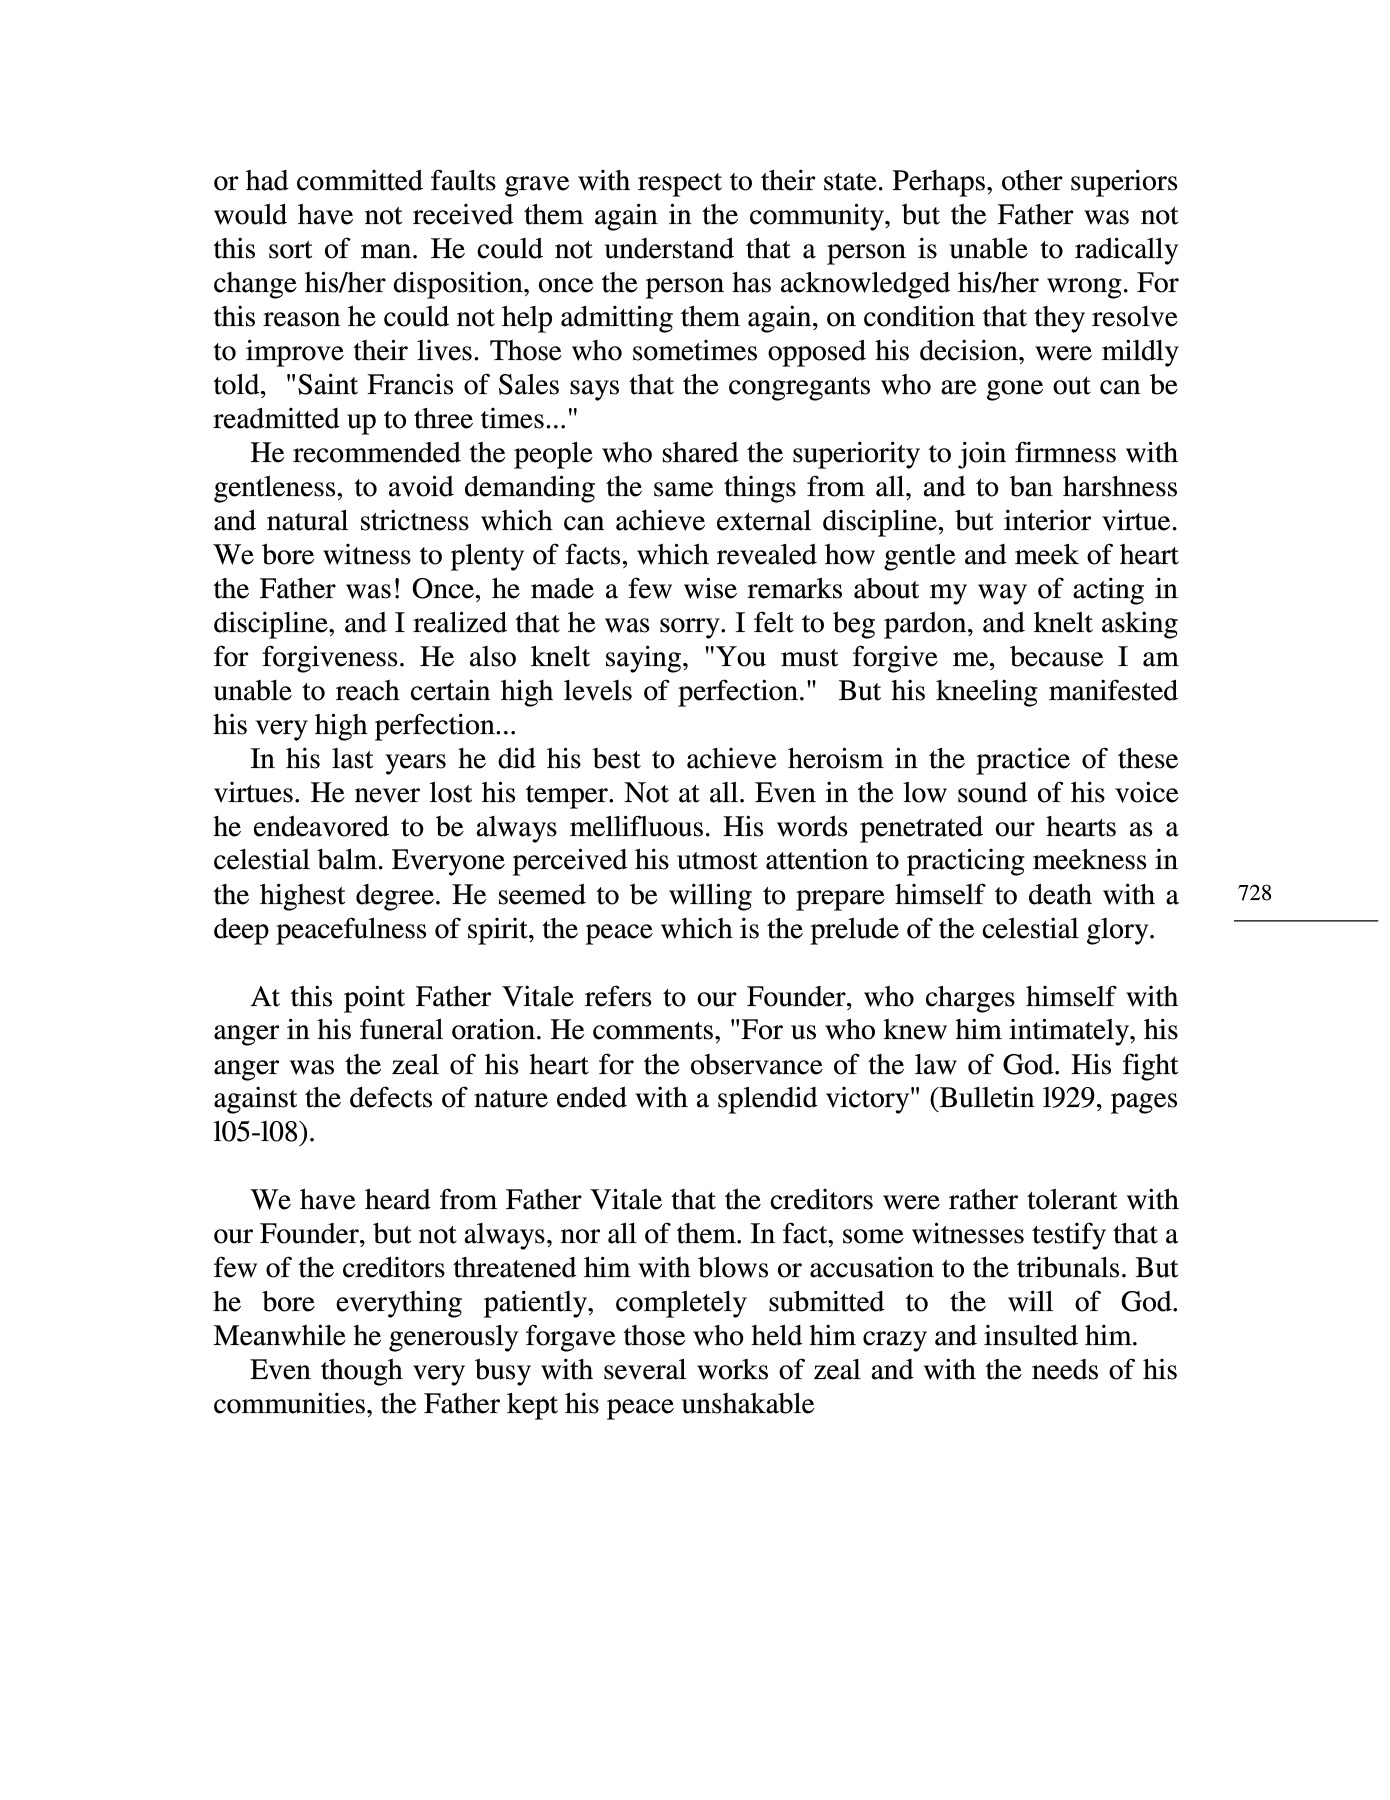 or had committed faults grave with respect to their state. Perhaps, other superiors
would have not received them again in the community, but the Father was not
this sort of man. He could not understand that a person is unable to radically
change his/her disposition, once the person has acknowledged his/her wrong. For
this reason he could not help admitting them again, on condition that they resolve
to improve their lives. Those who sometimes opposed his decision, were mildly
told,  "Saint Francis of Sales says that the congregants who are gone out can be
readmitted up to three times..."
He recommended the people who shared the superiority to join firmness with
gentleness, to avoid demanding the same things from all, and to ban harshness
and natural strictness which can achieve external discipline, but interior virtue.
We bore witness to plenty of facts, which revealed how gentle and meek of heart
the Father was! Once, he made a few wise remarks about my way of acting in
discipline, and I realized that he was sorry. I felt to beg pardon, and knelt asking
for forgiveness. He also knelt saying, "You must forgive me, because I am
unable to reach certain high levels of perfection."  But his kneeling manifested
his very high perfection...
In his last years he did his best to achieve heroism in the practice of these
virtues. He never lost his temper. Not at all. Even in the low sound of his voice
he endeavored to be always mellifluous. His words penetrated our hearts as a
celestial balm. Everyone perceived his utmost attention to practicing meekness in
the highest degree. He seemed to be willing to prepare himself to death with a
deep peacefulness of spirit, the peace which is the prelude of the celestial glory.
728
At this point Father Vitale refers to our Founder, who charges himself with
anger in his funeral oration. He comments, "For us who knew him intimately, his
anger was the zeal of his heart for the observance of the law of God. His fight
against the defects of nature ended with a splendid victory" (Bulletin l929, pages
l05-l08).
We have heard from Father Vitale that the creditors were rather tolerant with
our Founder, but not always, nor all of them. In fact, some witnesses testify that a
few of the creditors threatened him with blows or accusation to the tribunals. But
he bore everything patiently, completely submitted to the will of God.
Meanwhile he generously forgave those who held him crazy and insulted him.
Even though very busy with several works of zeal and with the needs of his
communities, the Father kept his peace unshakable